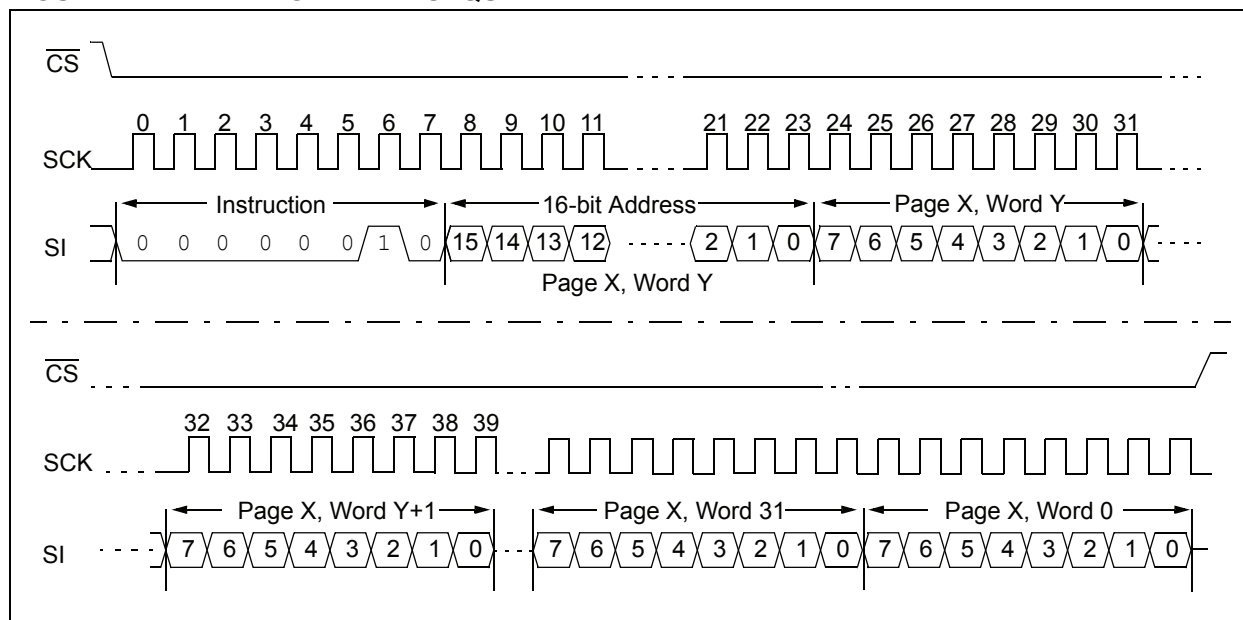 CS
0 1 2 3 4 5 6 7 8 9 10 11 21 22 23 24 25 26 27 28 29 30 31
SCK
Instruction 16-bit Address Page X, Word Y
SI 0 0 0 0 0 0 1 0 15 14 13 12 2 1 0 7 6 5 4 3 2 1 0
Page X, Word Y
CS
32 33 34 35 36 37 38 39
SCK
Page X, Word Y+1 Page X, Word 31 Page X, Word 0
SI 7 6 5 4 3 2 1 0 7 6 5 4 3 2 1 0 7 6 5 4 3 2 1 0